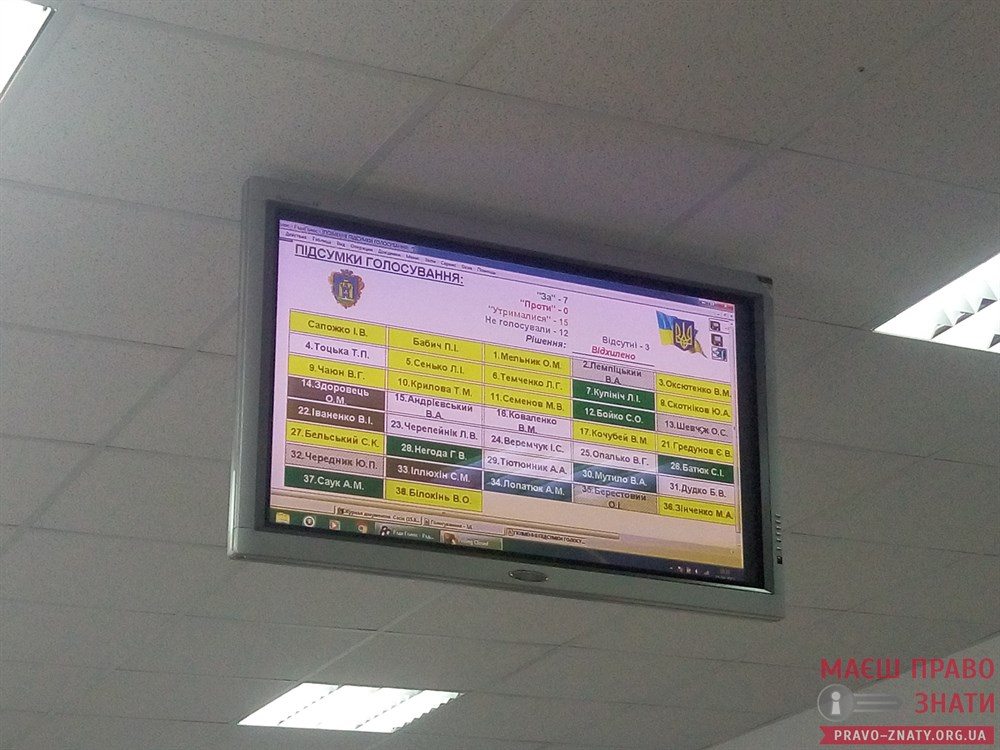 ПІДСУМКИ ГОЛОСУВАННЯ:
"За" - 7
"Проти" - 0
"Утрималися" - 15
Не голосували - 12
Відсутні - 3
Рішення: Відхилено
Сапожко І.В. Бабич П.І. 1.Мельник О.М. 2.Лемпіцький В.А. 3.Оксютенко В.М.
4.Тоцька Т.П. 5.Сенько Л.І. 6.Темченко Л.Г. 7.Кулініч Л.І. 8.Скотніков Ю.А.
9.Чаюн В.Г. 10.Крилова Т.М. 11.Семенов М.В. 12.Бойко С.О. 13.Шевчук О.С.
14.Здоровець О.М. 15.Андрієвський В.А. 16.Коваленко В.М. 17.Кочубей В.М. 21.Гредунов Є.В.
22.Іваненко В.І. 23.Черепейнік Л.В. 24.Веремчук І.С. 25.Опалько В.Г. 26.Батюк С.І.
27.Бельський С.К. 28.Негода Г.В. 29.Тютюнник А.А. 30.Мутило В.А. 31.Дудко Б.В.
32.Чередник Ю.П. 33.Іллюхін С.М. 34.Лопатюк А.М. 35.Берестовий О.І. 36.Зінченко М.А.
37.Саук А.М. 38.Білокінь В.О.
МАЄШ ПРАВО
ЗНАТИ
PRAVO-ZNATY.ORG.UA